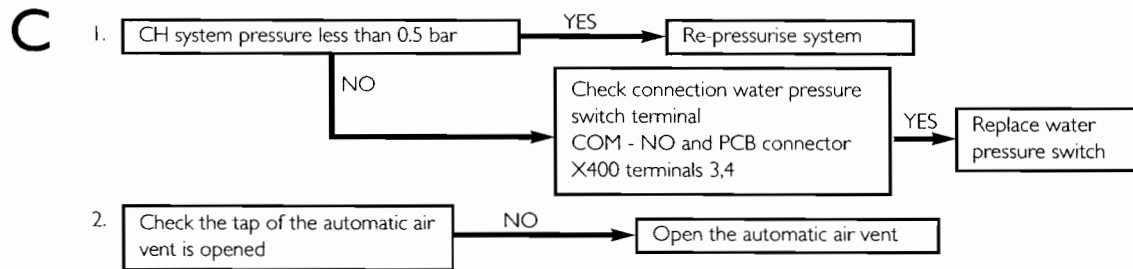 C
1. CH system pressure less than 0.5 bar
YES
Re-pressurise system
NO
Check connection water pressure
switch terminal
COM - NO and PCB connector
X400 terminals 3,4
YES
Replace water
pressure switch
2. Check the tap of the automatic air
vent is opened
NO
Open the automatic air vent